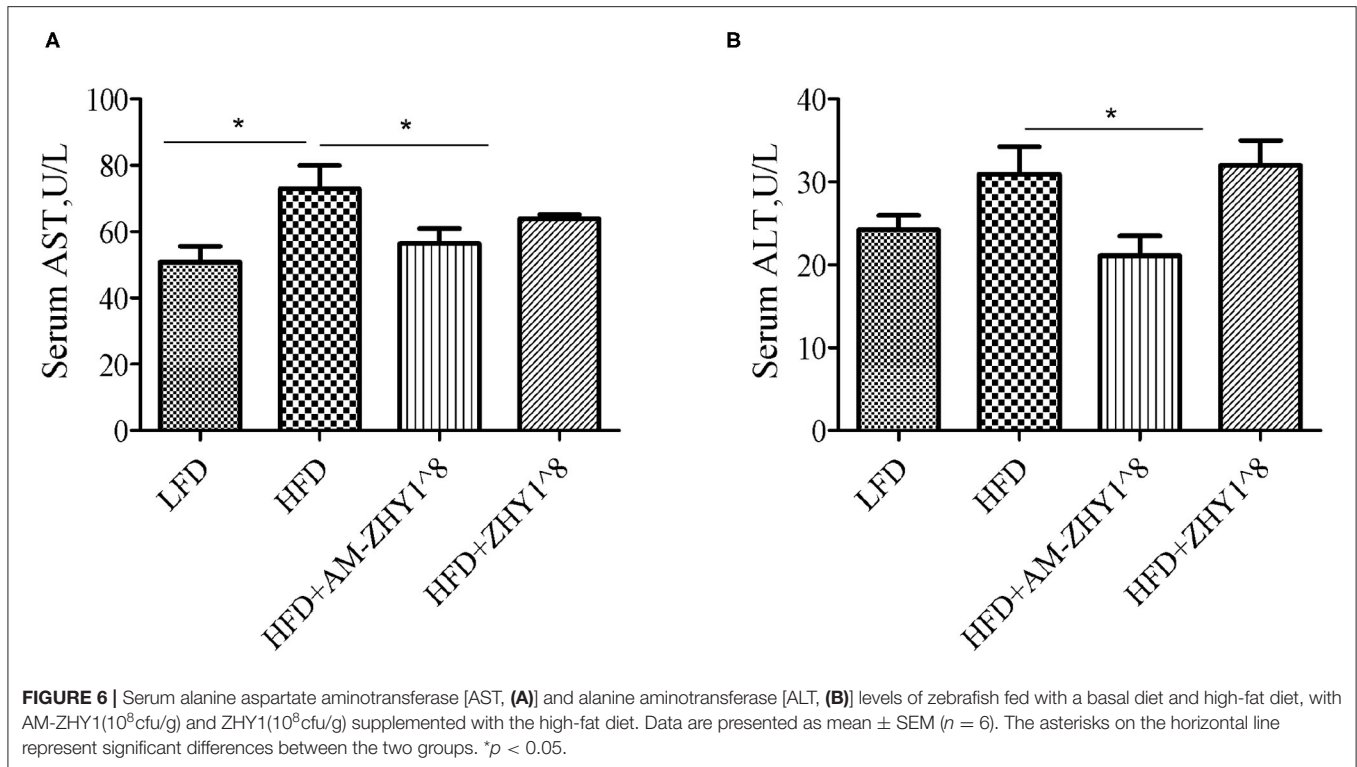 A
B
100
80
60
40
20
0
Serum AST,U/L
*
*
LFD
HFD
HFD+AM-ZHY1^8
HFD+ZHY1^8
40
30
20
10
0
Serum ALT,U/L
*
LFD
HFD
HFD+AM-ZHY1^8
HFD+ZHY1^8
FIGURE 6 | Serum alanine aspartate aminotransferase [AST, (A)] and alanine aminotransferase [ALT, (B)] levels of zebrafish fed with a basal diet and high-fat diet, with
AM-ZHY1(10⁸cfu/g) and ZHY1(10⁸cfu/g) supplemented with the high-fat diet. Data are presented as mean ± SEM (n = 6). The asterisks on the horizontal line
represent significant differences between the two groups. *p < 0.05.